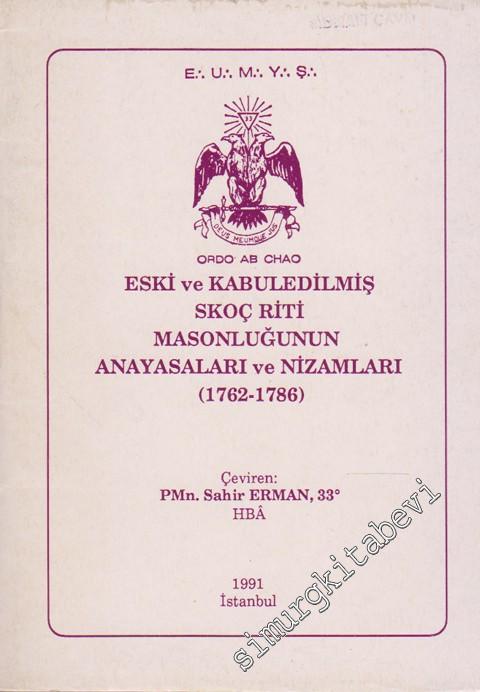 E∴ U∴ M∴ Y∴ Ş∴
33
DEUS MEUMQUE JUS
ORDO AB CHAO
ESKİ ve KABULEDİLMİŞ
SKOÇ RİTİ
MASONLUĞUNUN
ANAYASALARI ve NİZAMLARI
(1762-1786)
Çeviren:
PMn. Sahir ERMAN, 33°
HBÂ
1991
İstanbul
simurgkitabevi